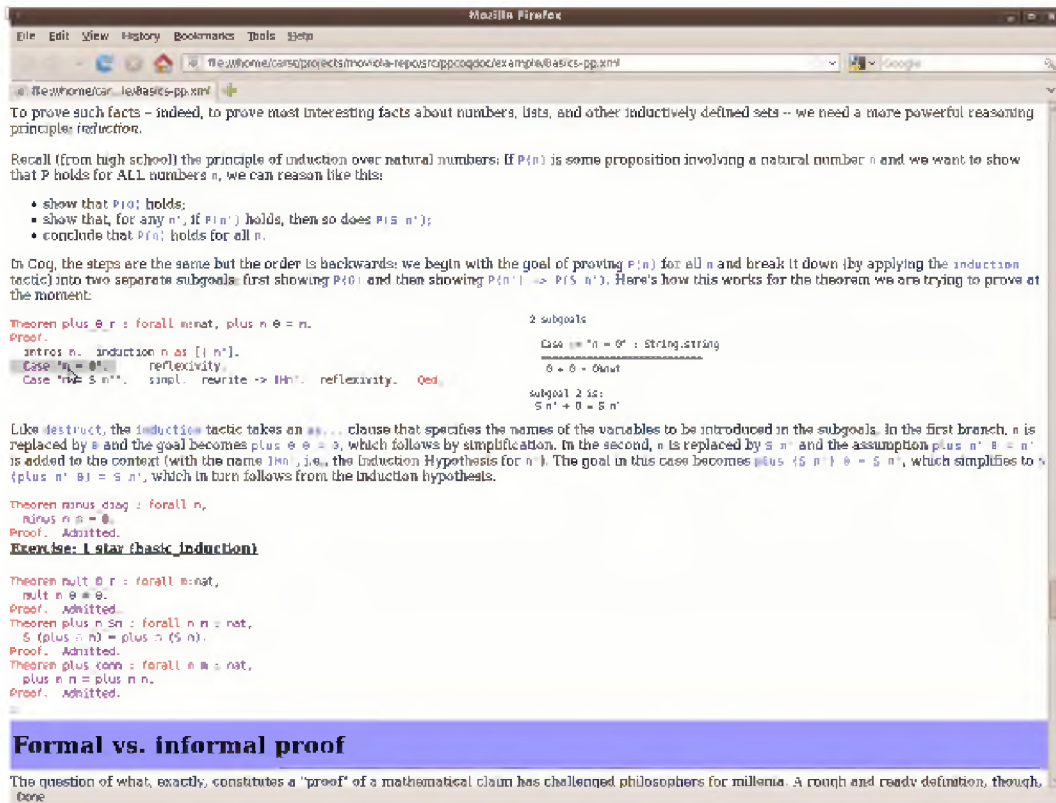 Mozilla Firefox
File Edit View History Bookmarks Tools Help
Google
To prove such facts – indeed, to prove most interesting facts about numbers, lists, and other inductively defined sets -- we need a more powerful reasoning
principle: induction.
Recall (from high school) the principle of induction over natural numbers: If P(n) is some proposition involving a natural number n and we want to show
that P holds for ALL numbers n, we can reason like this:
• show that P(O) holds;
• show that, for any n', if P(n') holds, then so does P(S n');
• conclude that P(n) holds for all n.
In Coq, the steps are the same but the order is backwards: we begin with the goal of proving P(n) for all n and break it down (by applying the induction
tactic) into two separate subgoals: first showing P(O) and then showing P(n') -> P(S n'). Here's how this works for the theorem we are trying to prove at
the moment:
Theorem plus_0_r : forall n:nat, plus n 0 = n.
Proof.
intros n. induction n as [| n'].
Case "n = 0". reflexivity.
Case "n = S n'". simpl. rewrite -> IHn'. reflexivity. Qed.
2 subgoals
Case := "n = 0" : String.string
0 + 0 = 0
subgoal 2 is:
S n' + 0 = S n'
Like destruct, the induction tactic takes an as... clause that specifies the names of the variables to be introduced in the subgoals. In the first branch, n is
replaced by 0 and the goal becomes plus 0 0 = 0, which follows by simplification. In the second, n is replaced by S n' and the assumption plus n' 0 = n'
is added to the context (with the name IHn', i.e., the Induction Hypothesis for n'). The goal in this case becomes plus (S n') 0 = S n', which simplifies to S
(plus n' 0) = S n', which in turn follows from the induction hypothesis.
Theorem minus_diag : forall n,
minus n n = 0.
Proof. Admitted.
Exercise: 1 star (basic_induction)
Theorem mult_0_r : forall n:nat,
mult n 0 = 0.
Proof. Admitted.
Theorem plus_n_Sm : forall n m : nat,
S (plus n m) = plus n (S m).
Proof. Admitted.
Theorem plus_comm : forall n m : nat,
plus n m = plus m n.
Proof. Admitted.
Formal vs. informal proof
The question of what, exactly, constitutes a "proof" of a mathematical claim has challenged philosophers for millenia. A rough and ready definition, though,
Done